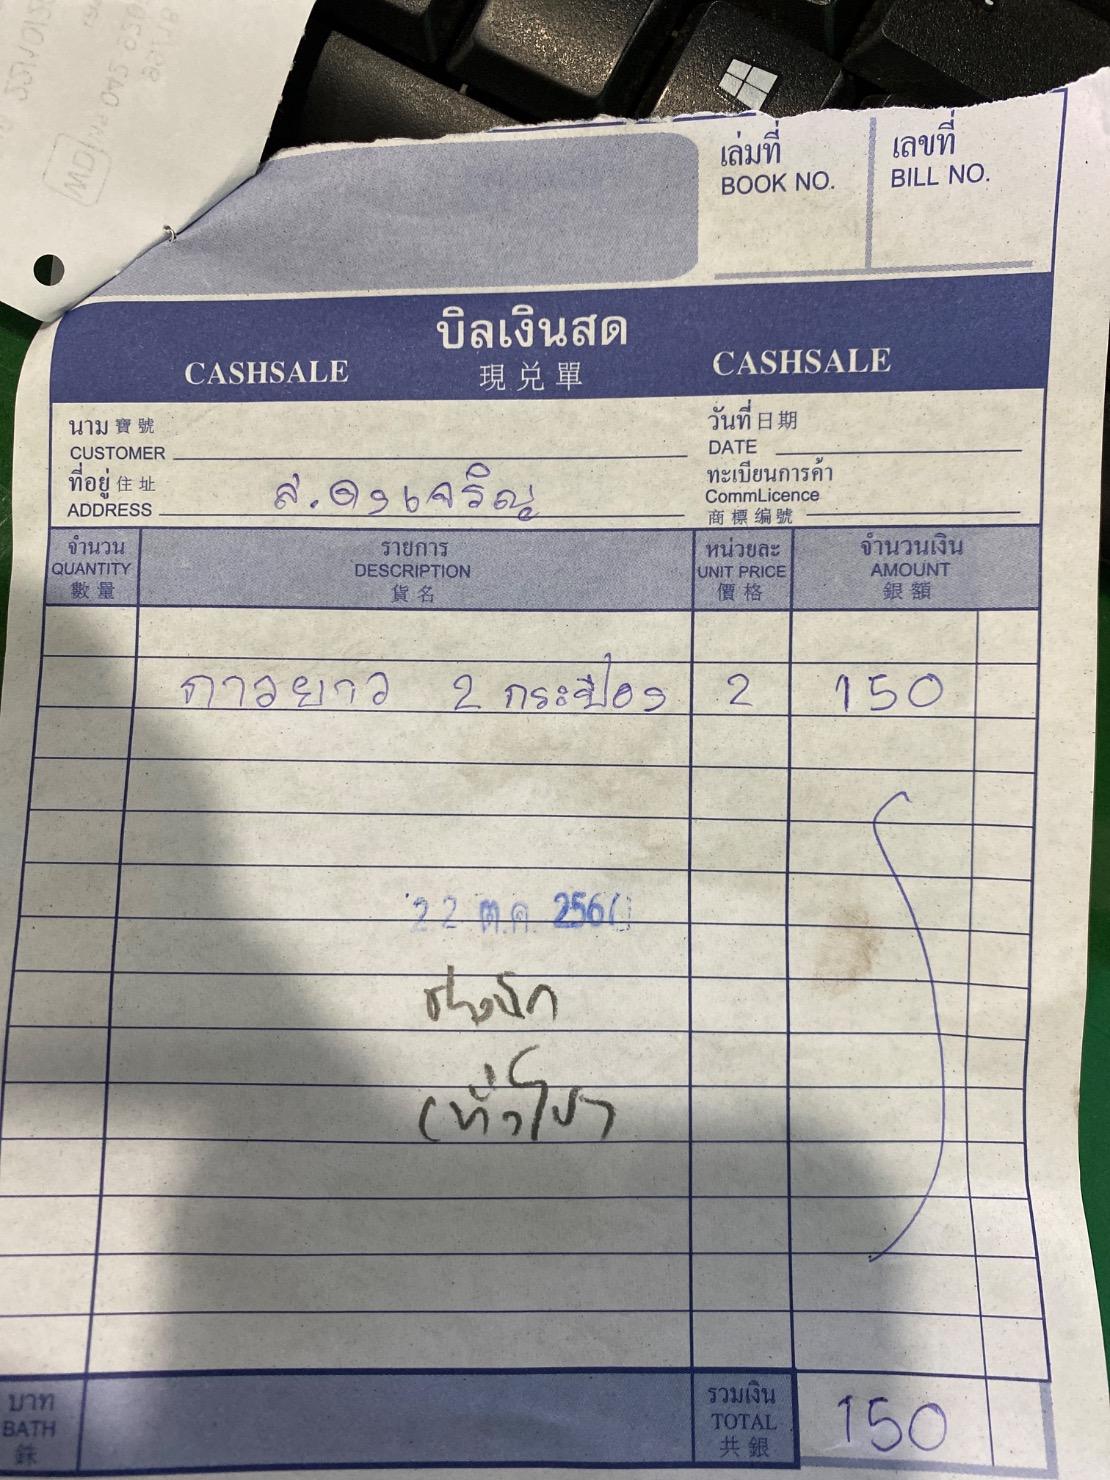 เล่มที่ เลขที่
BOOK NO. BILL NO.
บิลเงินสด
CASHSALE 現兑單 CASHSALE
นาม 寶號 วันที่ 日期
CUSTOMER DATE
ที่อยู่ 住址 ส.ดงเจริญ ทะเบียนการค้า
ADDRESS CommLicence
商標编號
จำนวน รายการ หน่วยละ จำนวนเงิน
QUANTITY DESCRIPTION UNIT PRICE AMOUNT
數量 貨名 價格 銀額
กาวยาว 2 กระป๋อง 2 150
22 ต.ค. 256
(ทั่วไป)
บาท รวมเงิน
BATH TOTAL 150
銖 共銀